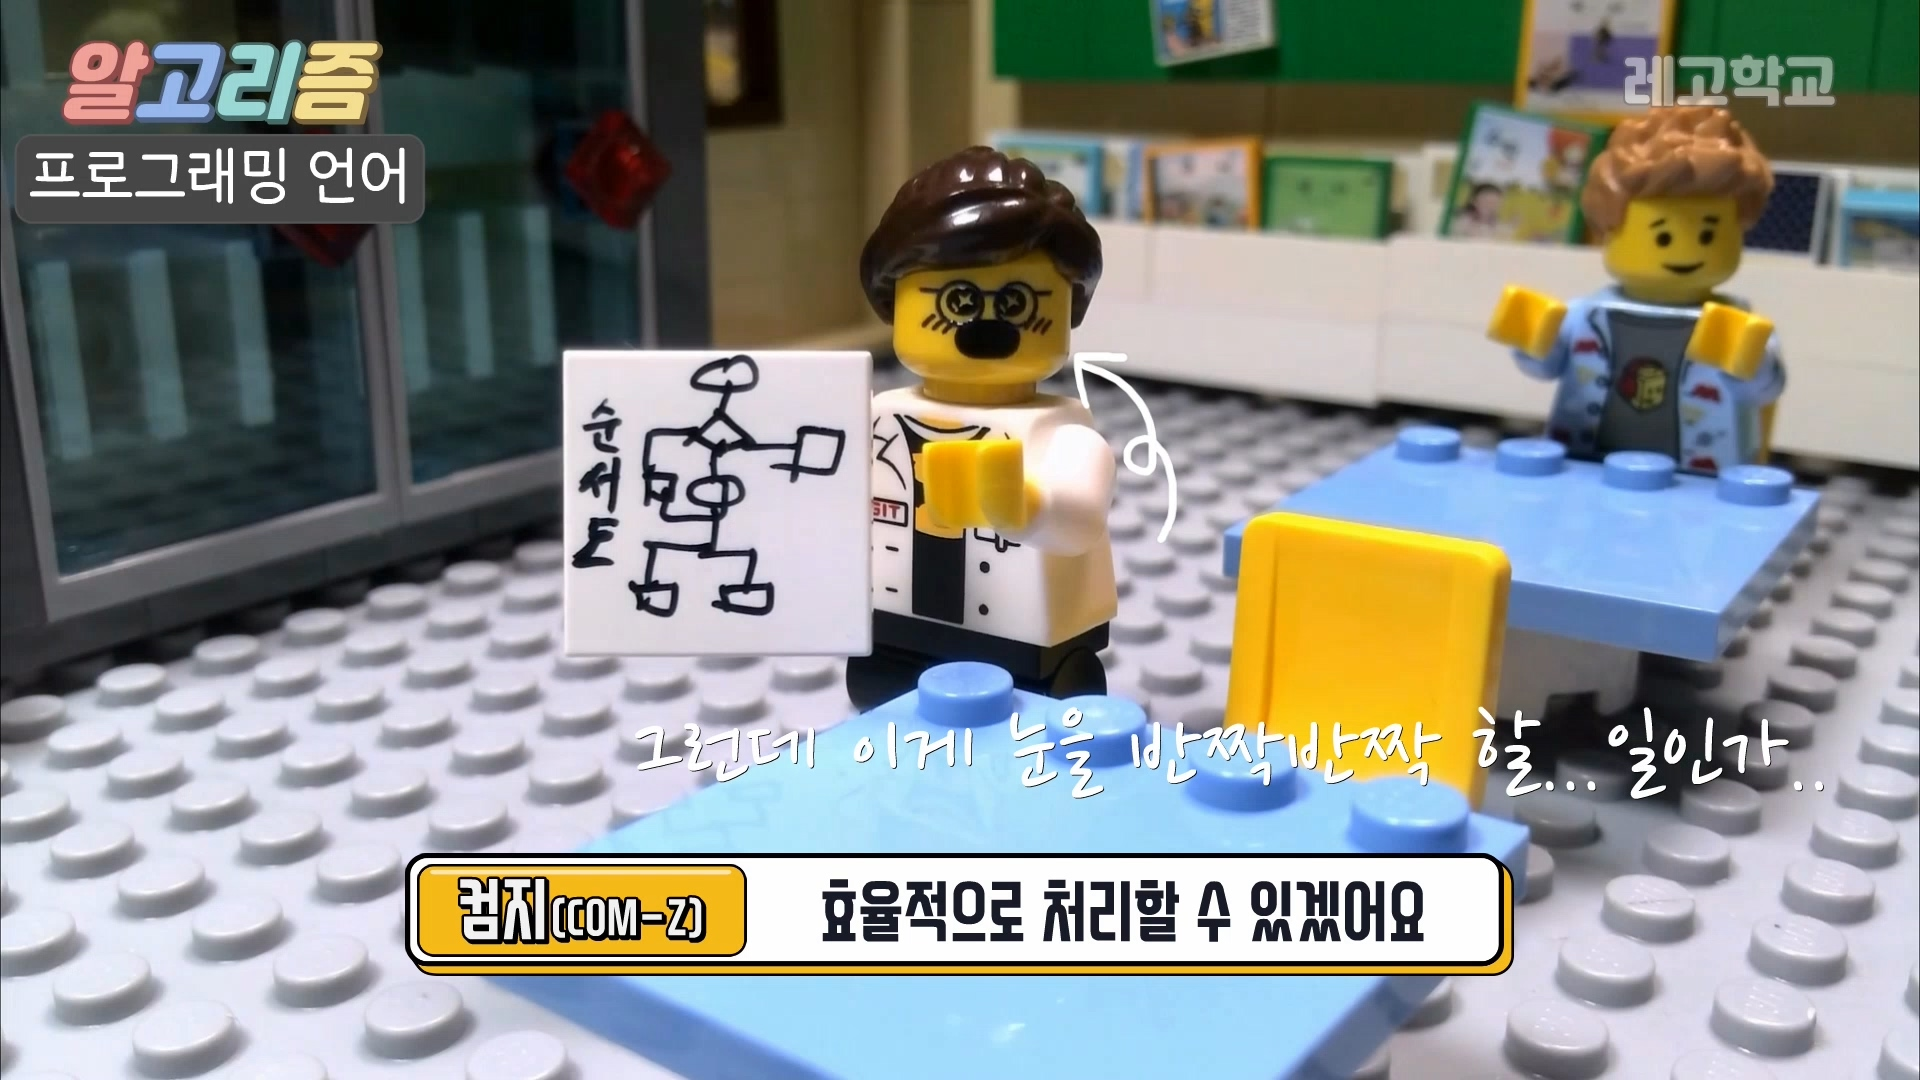 알고리즘
프로그래밍 언어
레고학교
순서도
GIT
그런데 이게 눈을 반짝반짝 할... 일인가..
컴지(COM-Z)
효율적으로 처리할 수 있겠어요